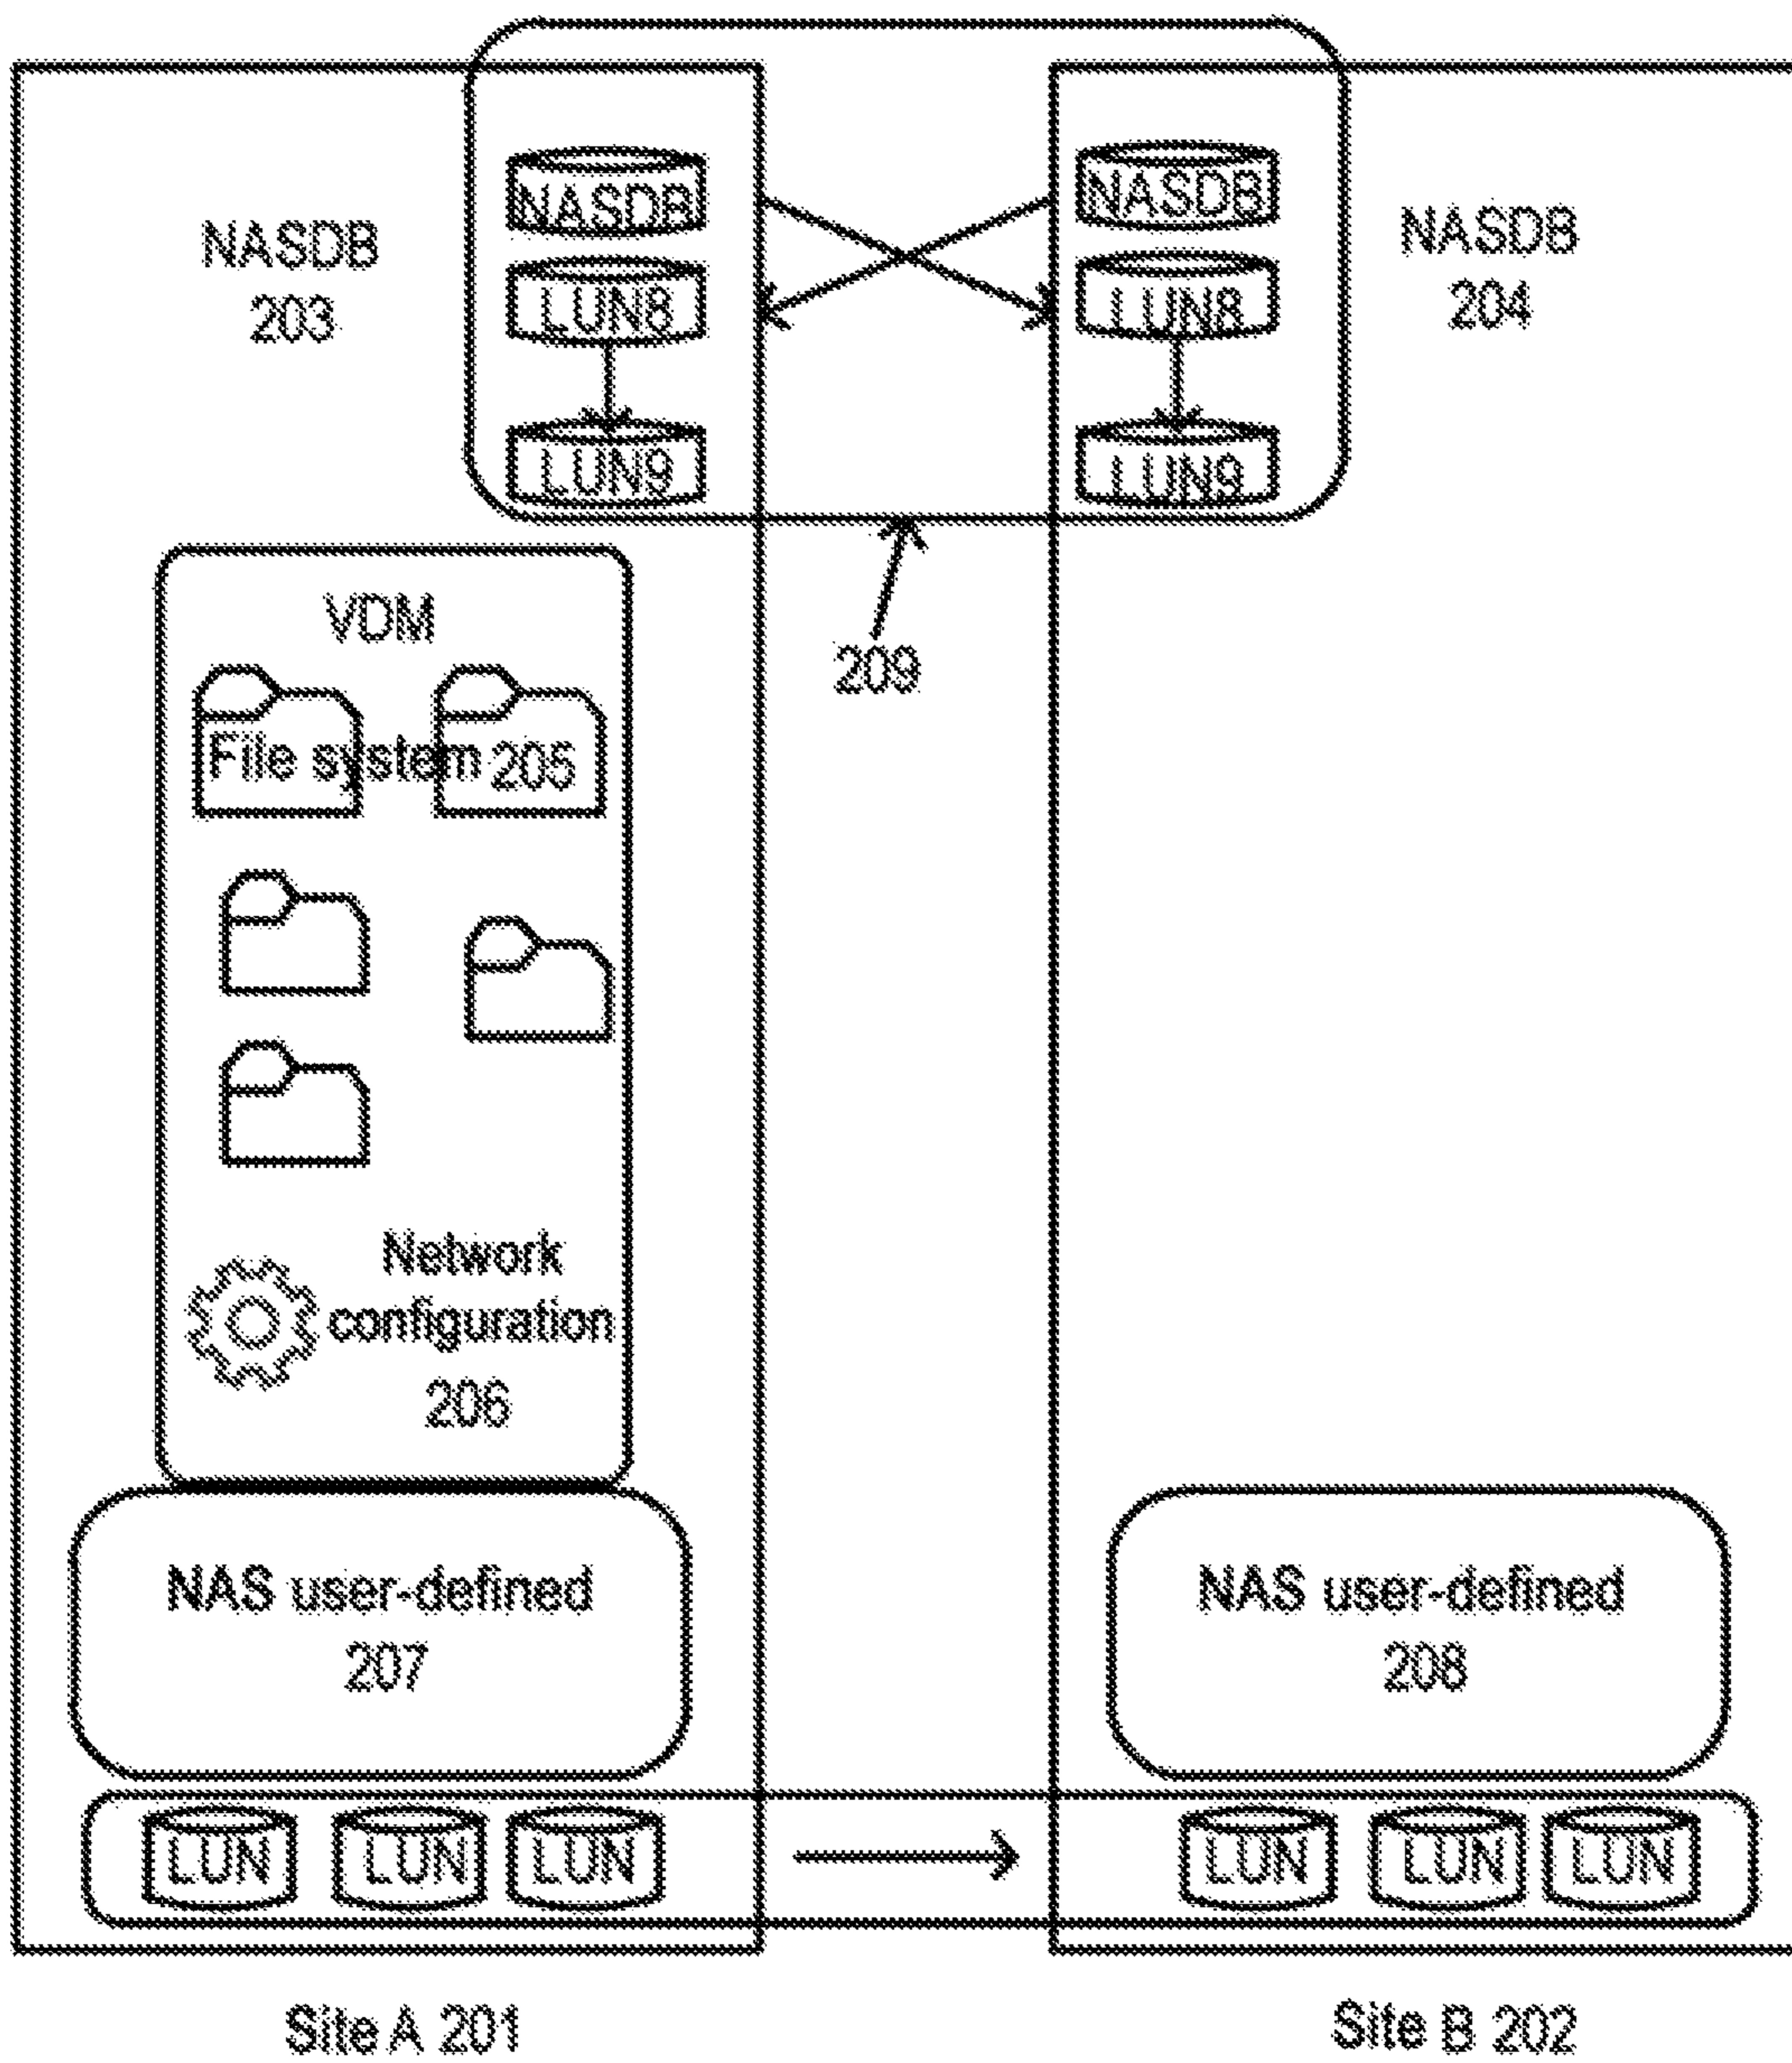 NASDB
203
NASDB
LUN8
LUN9
NASDB
LUN8
LUN9
NASDB
204
209
VDM
File system 205
Network
configuration
206
NAS user-defined
207
NAS user-defined
208
LUN LUN LUN
LUN LUN LUN
Site A 201
Site B 202